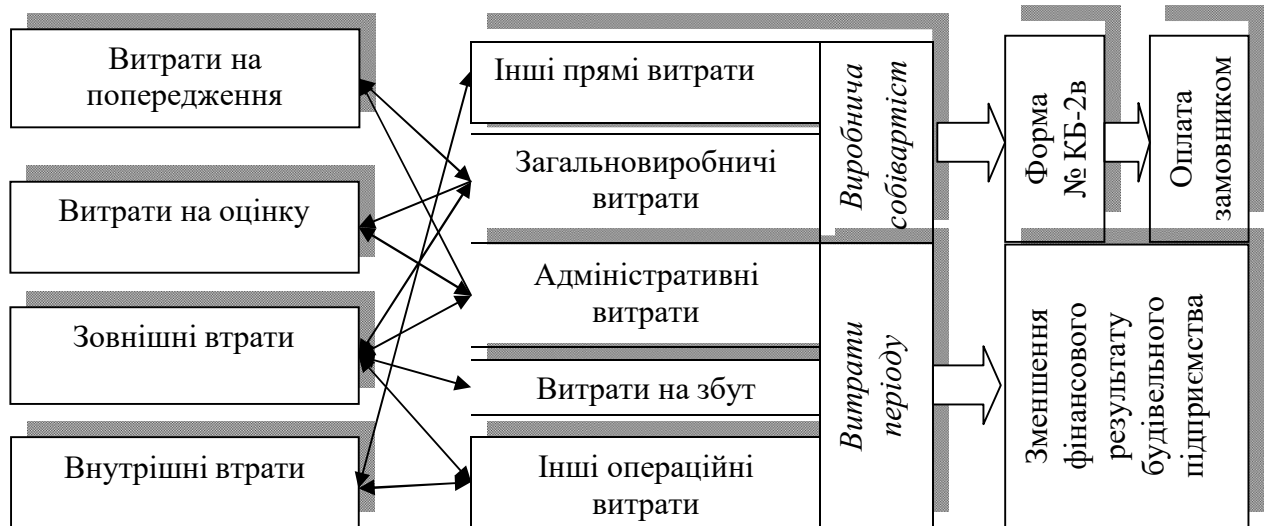 Витрати на
попередження
Витрати на оцінку
Зовнішні втрати
Внутрішні втрати
Інші прямі витрати
Загальновиробничі
витрати
Адміністративні
витрати
Витрати на збут
Інші операційні
витрати
Виробнича
собівартіст
Витрати
періоду
Форма
№ КБ-2в
Оплата
замовником
Зменшення
фінансового
результату
будівельного
підприємства